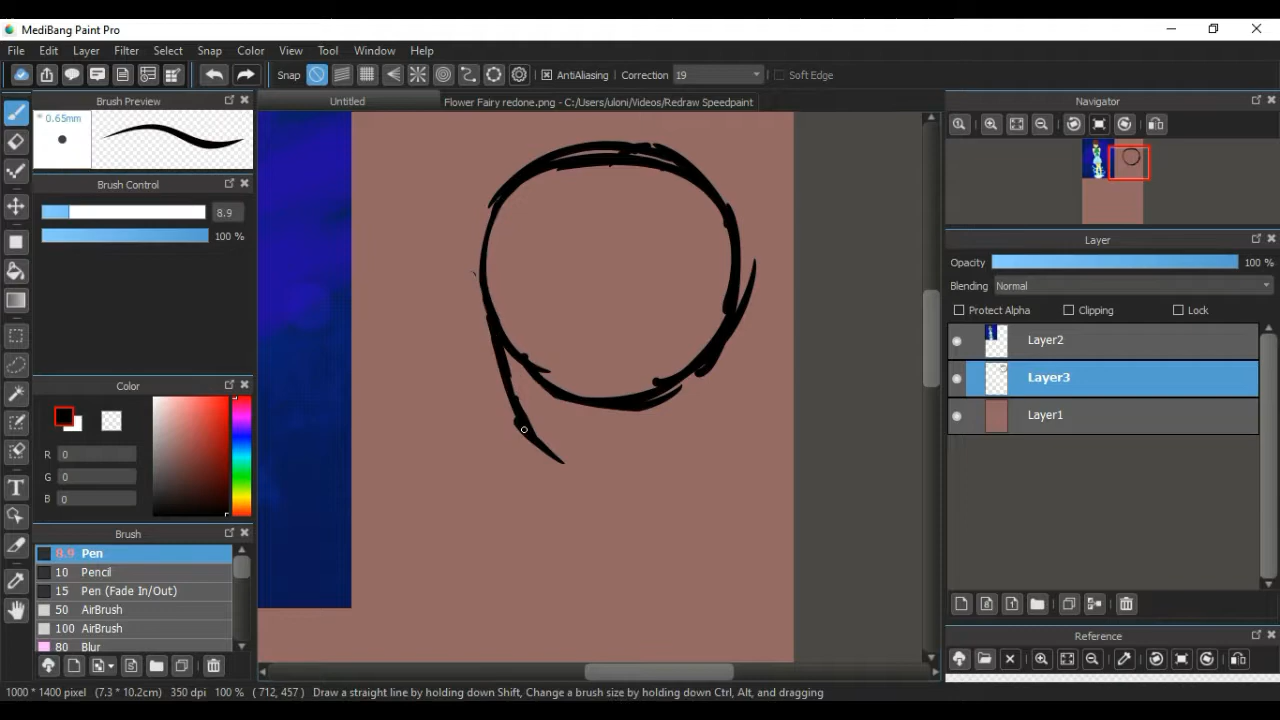 MediBang Paint Pro
File Edit Layer Filter Select Snap Color View Tool Window Help
Snap AntiAliasing Correction 19 Soft Edge
Brush Preview
Untitled
Flower Fairy redone.png - C:/Users/uloni/Videos/Redraw Speedpaint
Navigator
0.65mm
Brush Control
8.9
100 %
Layer
Opacity 100 %
Blending Normal
Protect Alpha Clipping Lock
Layer2
Layer3
Layer1
Color
R 0
G 0
B 0
Brush
8.9 Pen
10 Pencil
15 Pen (Fade In/Out)
50 AirBrush
100 AirBrush
80 Blur
Reference
1000 * 1400 pixel (7.3 * 10.2cm) 350 dpi 100 % ( 712, 457 ) Draw a straight line by holding down Shift, Change a brush size by holding down Ctrl, Alt, and dragging